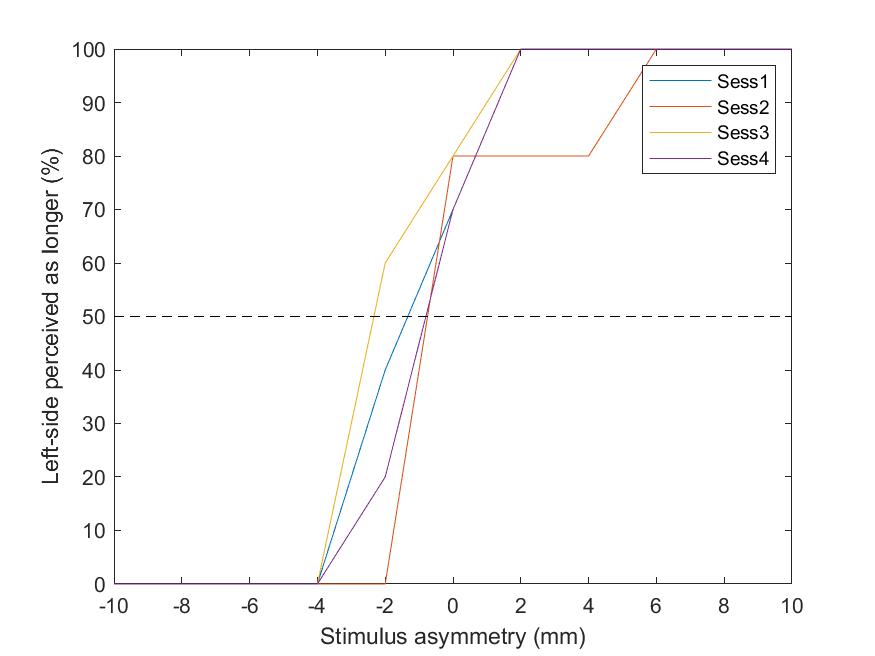 100
90
80
70
60
50
40
30
20
10
0
Left-side perceived as longer (%)
Sess1
Sess2
Sess3
Sess4
-10 -8 -6 -4 -2 0 2 4 6 8 10
Stimulus asymmetry (mm)